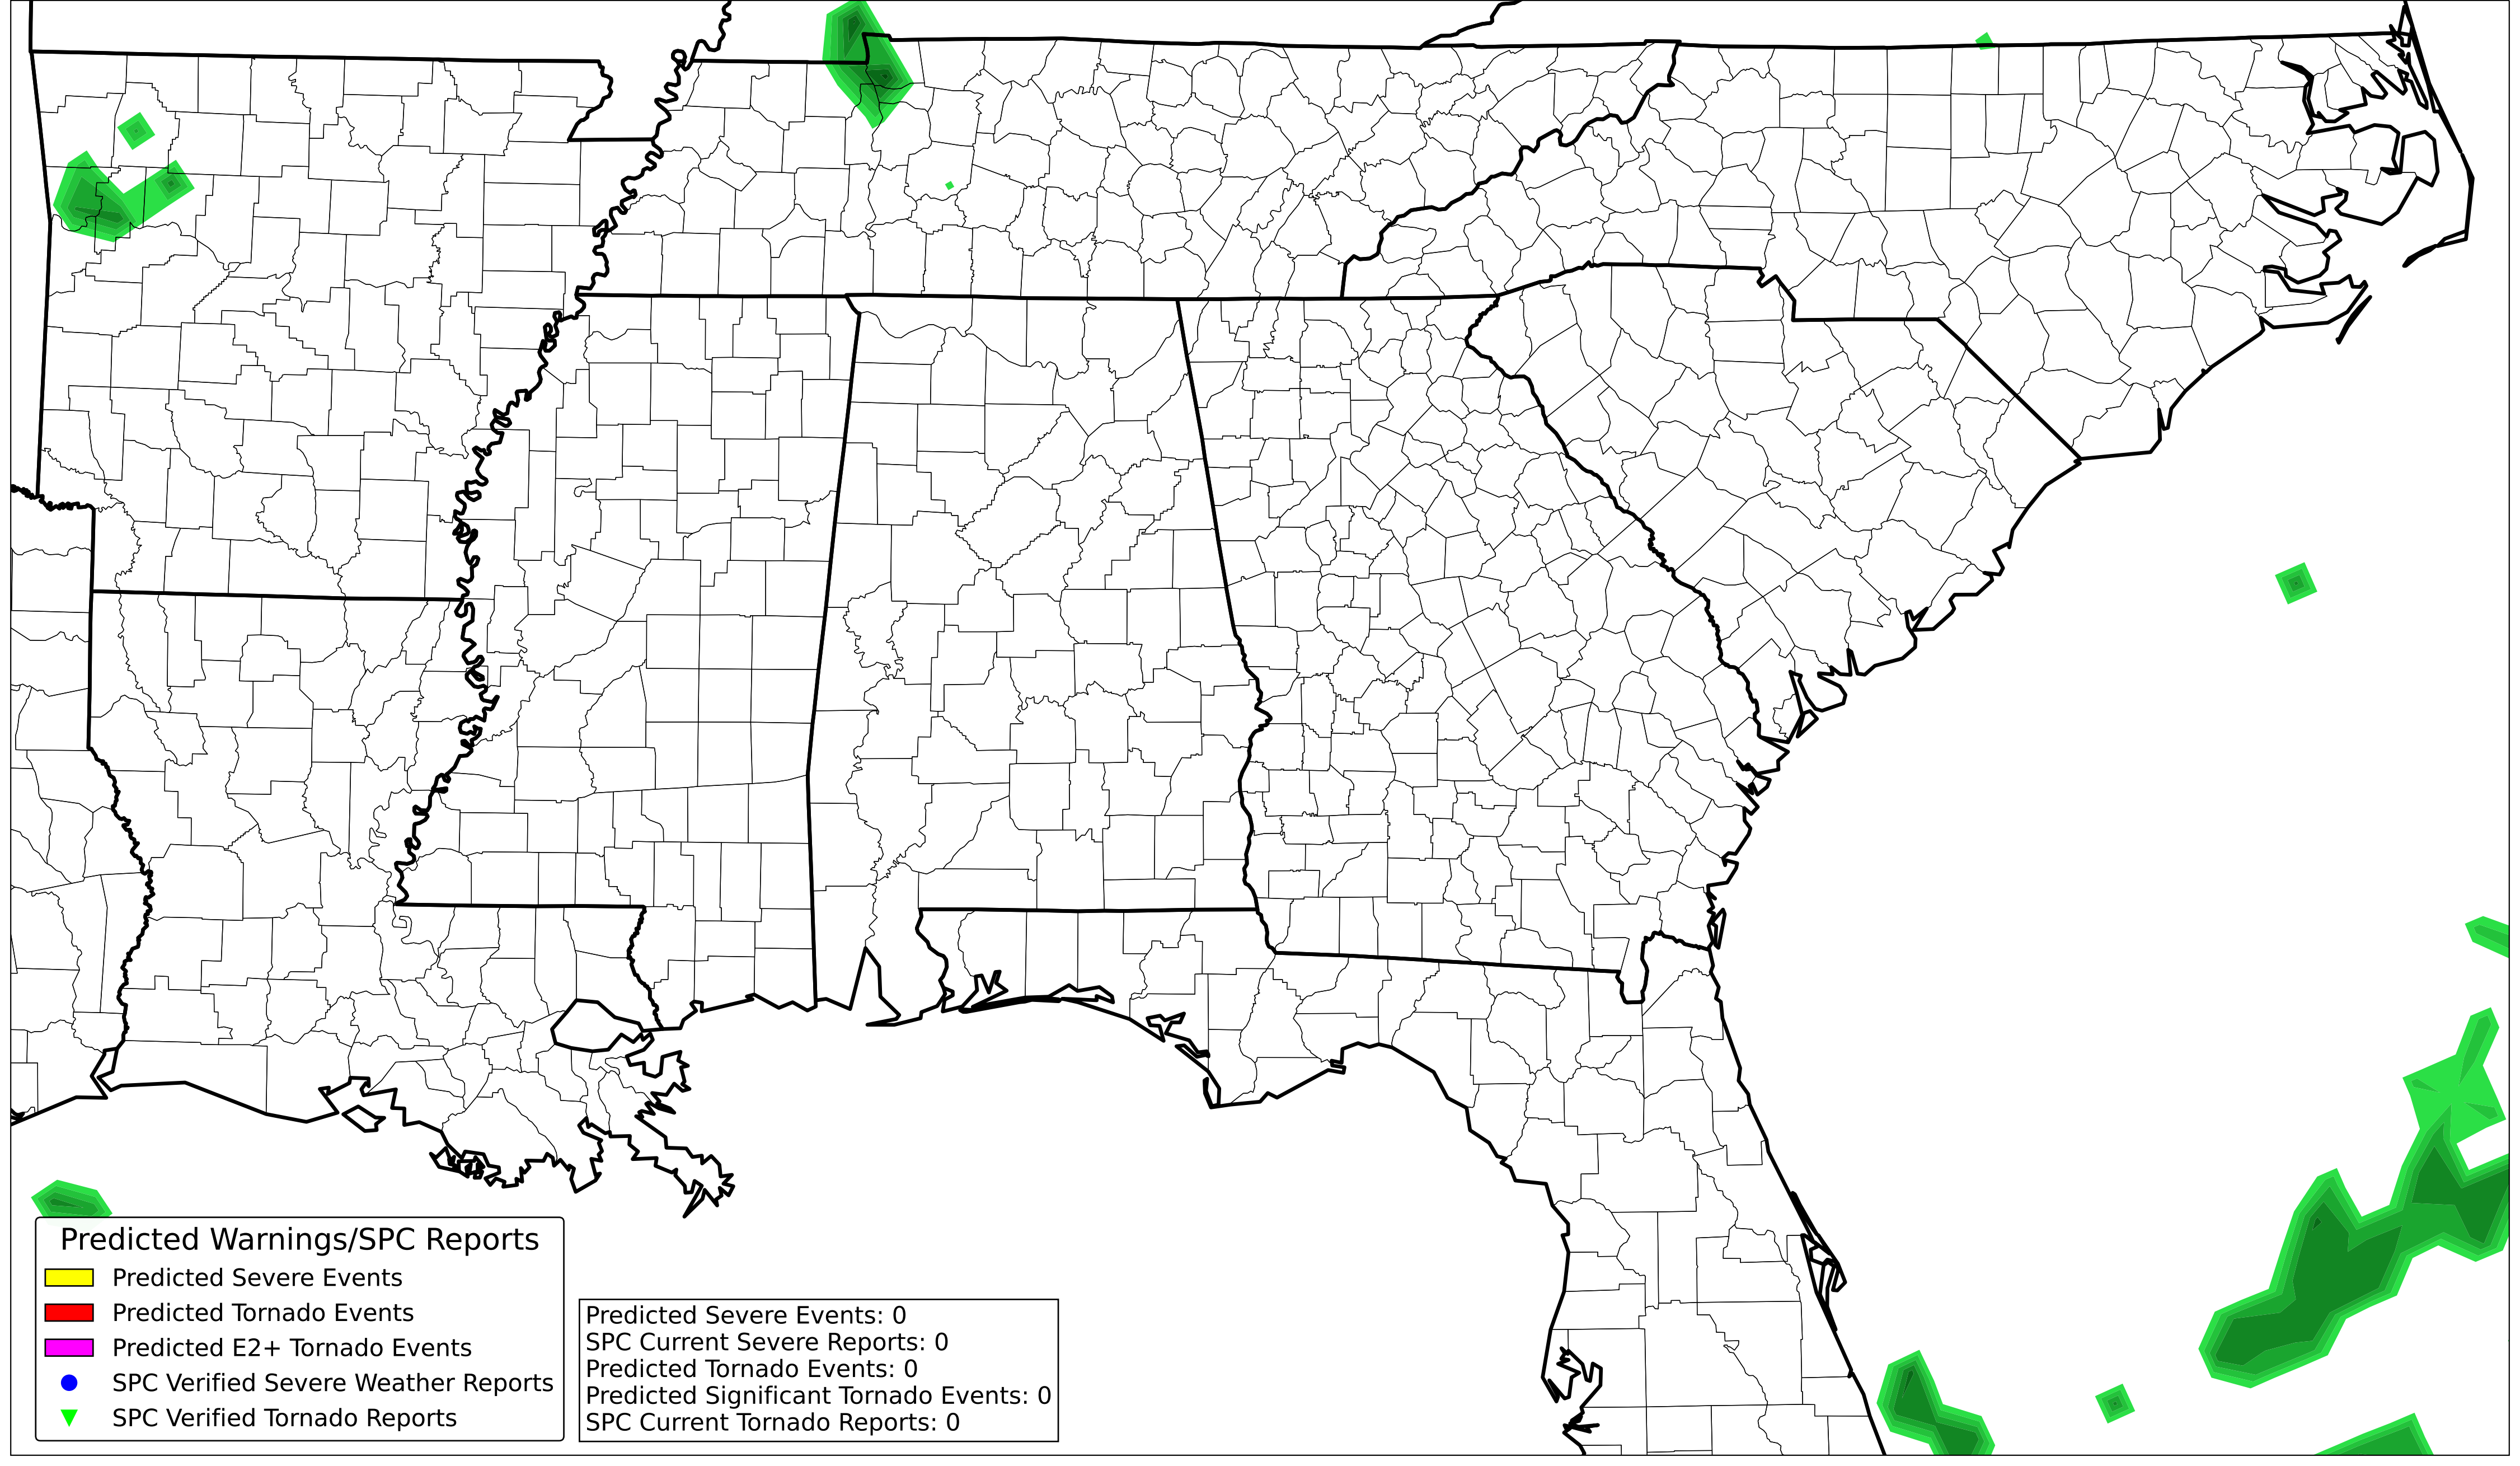 Predicted Warnings/SPC Reports
Predicted Severe Events
Predicted Tornado Events
Predicted E2+ Tornado Events
SPC Verified Severe Weather Reports
SPC Verified Tornado Reports
Predicted Severe Events: 0
SPC Current Severe Reports: 0
Predicted Tornado Events: 0
Predicted Significant Tornado Events: 0
SPC Current Tornado Reports: 0